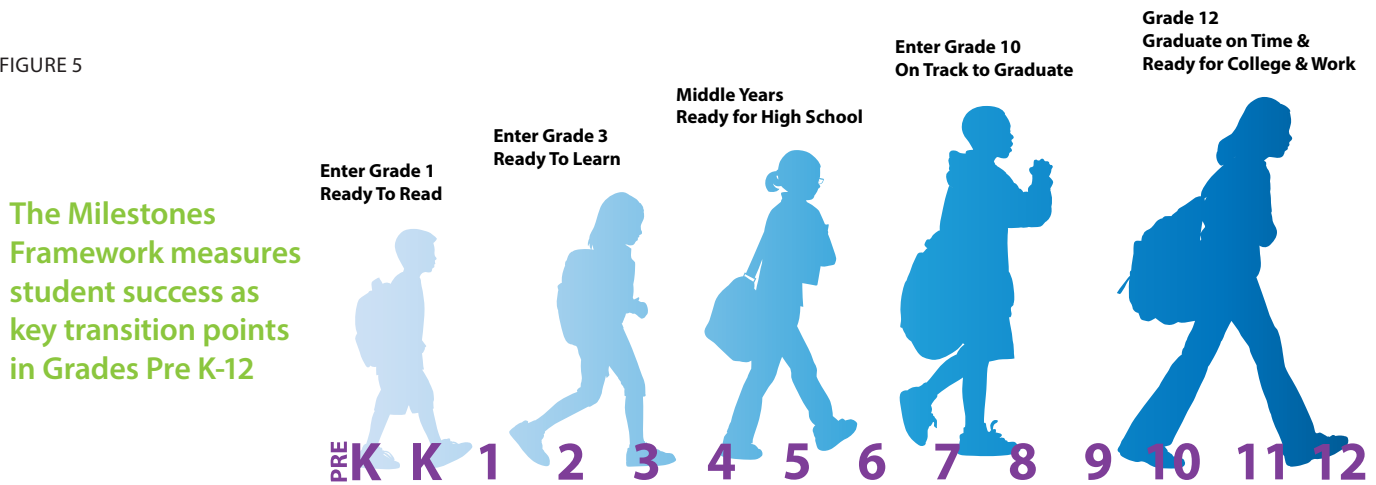 FIGURE 5
The Milestones
Framework measures
student success as
key transition points
in Grades Pre K-12
Enter Grade 1
Ready To Read
Enter Grade 3
Ready To Learn
Middle Years
Ready for High School
Enter Grade 10
On Track to Graduate
Grade 12
Graduate on Time &
Ready for College & Work
PRE K K 1 2 3 4 5 6 7 8 9 10 11 12